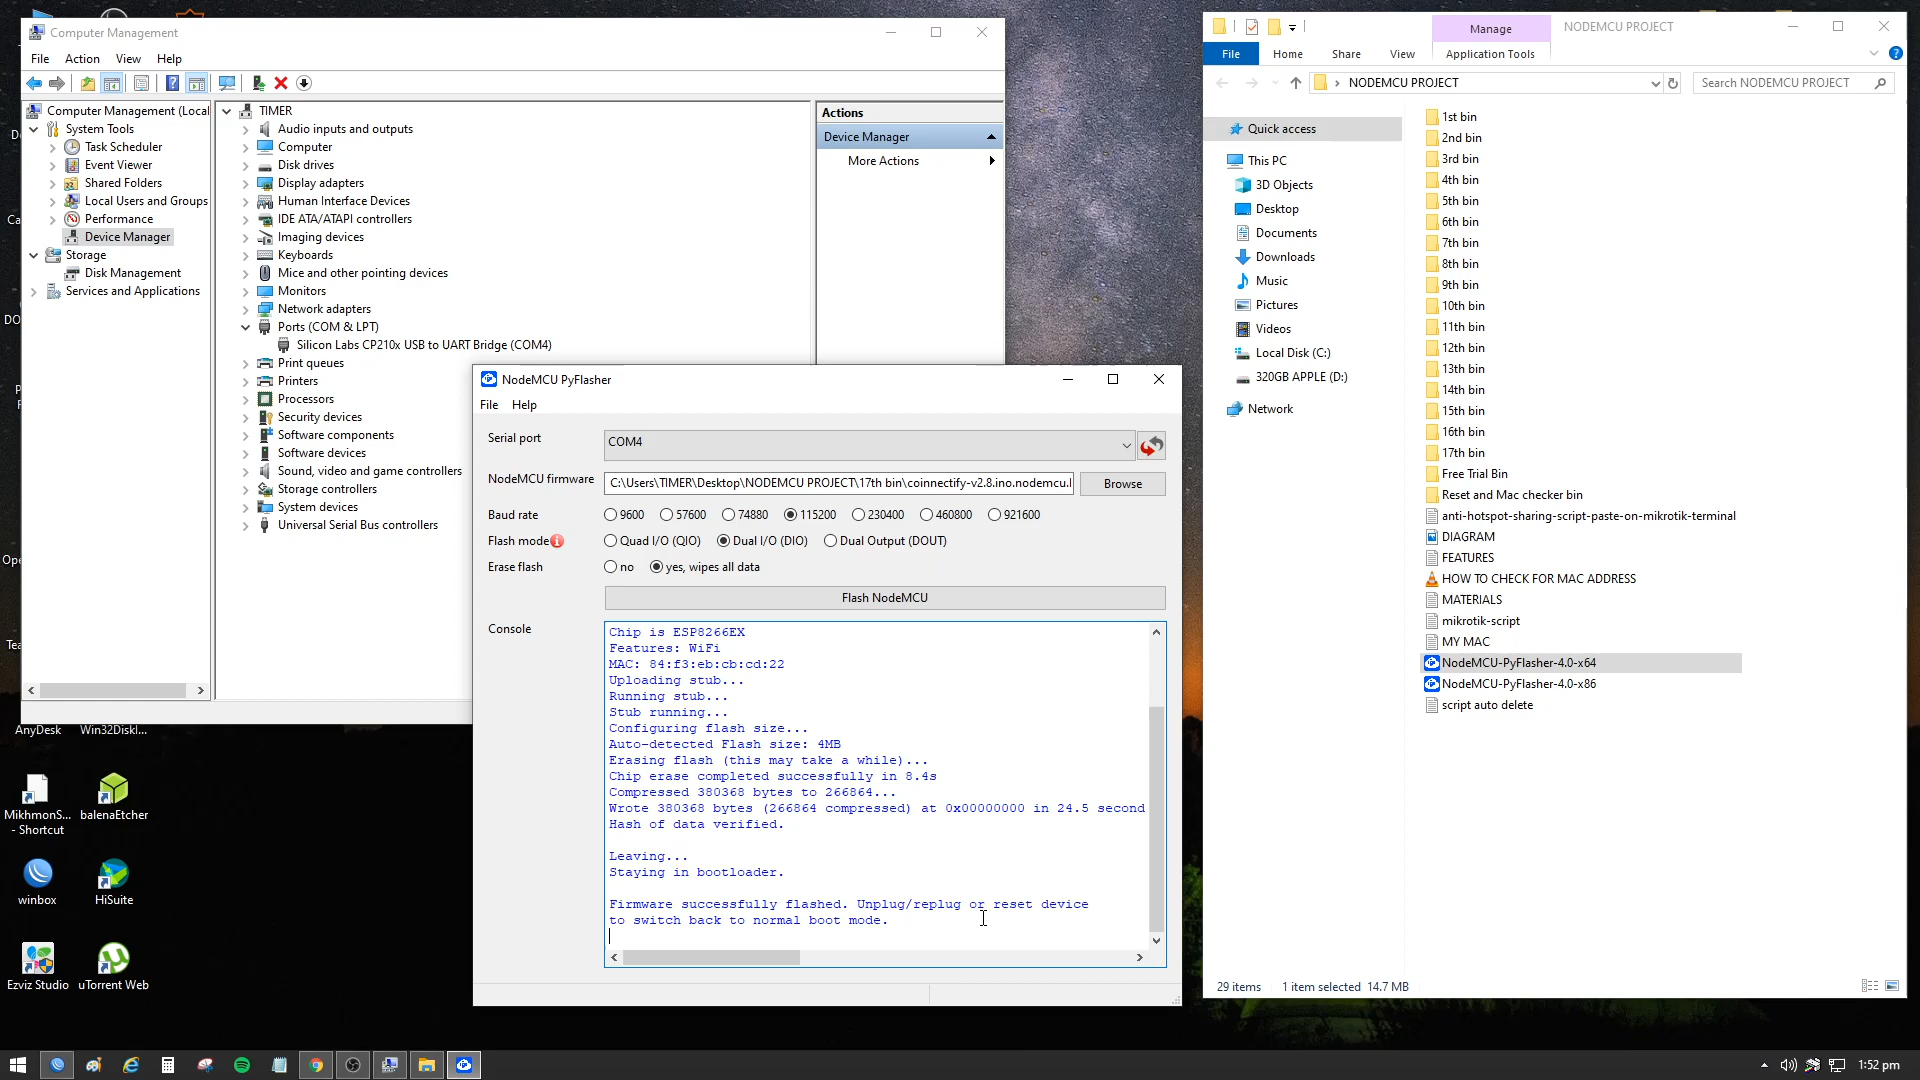 Computer Management
File Action View Help
Computer Management (Local
System Tools
Task Scheduler
Event Viewer
Shared Folders
Local Users and Groups
Performance
Device Manager
Storage
Disk Management
Services and Applications
TIMER
Audio inputs and outputs
Computer
Disk drives
Display adapters
Human Interface Devices
IDE ATA/ATAPI controllers
Imaging devices
Keyboards
Mice and other pointing devices
Monitors
Network adapters
Ports (COM & LPT)
Silicon Labs CP210x USB to UART Bridge (COM4)
Print queues
Printers
Processors
Security devices
Software components
Software devices
Sound, video and game controllers
Storage controllers
System devices
Universal Serial Bus controllers
Actions
Device Manager
More Actions
NodeMCU PyFlasher
File Help
Serial port COM4
NodeMCU firmware C:\Users\TIMER\Desktop\NODEMCU PROJECT\17th bin\coinnectify-v2.8.ino.nodemcu. Browse
Baud rate 9600 57600 74880 115200 230400 460800 921600
Flash mode Quad I/O (QIO) Dual I/O (DIO) Dual Output (DOUT)
Erase flash no yes, wipes all data
Flash NodeMCU
Console
Chip is ESP8266EX
Features: WiFi
MAC: 84:f3:eb:cb:cd:22
Uploading stub...
Running stub...
Stub running...
Configuring flash size...
Auto-detected Flash size: 4MB
Erasing flash (this may take a while)...
Chip erase completed successfully in 8.4s
Compressed 380368 bytes to 266864...
Wrote 380368 bytes (266864 compressed) at 0x00000000 in 24.5 second
Hash of data verified.
Leaving...
Staying in bootloader.
Firmware successfully flashed. Unplug/replug or reset device
to switch back to normal boot mode.
Manage
NODEMCU PROJECT
File Home Share View Application Tools
NODEMCU PROJECT
Search NODEMCU PROJECT
Quick access
This PC
3D Objects
Desktop
Documents
Downloads
Music
Pictures
Videos
Local Disk (C:)
320GB APPLE (D:)
Network
1st bin
2nd bin
3rd bin
4th bin
5th bin
6th bin
7th bin
8th bin
9th bin
10th bin
11th bin
12th bin
13th bin
14th bin
15th bin
16th bin
17th bin
Free Trial Bin
Reset and Mac checker bin
anti-hotspot-sharing-script-paste-on-mikrotik-terminal
DIAGRAM
FEATURES
HOW TO CHECK FOR MAC ADDRESS
MATERIALS
mikrotik-script
MY MAC
NodeMCU-PyFlasher-4.0-x64
NodeMCU-PyFlasher-4.0-x86
script auto delete
29 items 1 item selected 14.7 MB
AnyDesk
Win32DiskI...
MikhmonS...
- Shortcut
balenaEtcher
winbox
HiSuite
Ezviz Studio
uTorrent Web
1:52 pm